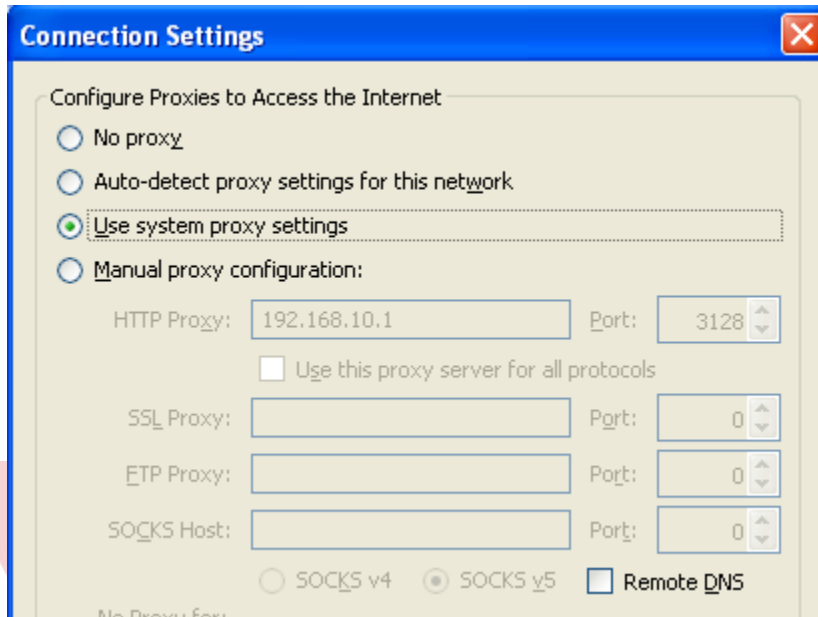 Connection Settings
Configure Proxies to Access the Internet
No proxy
Auto-detect proxy settings for this network
Use system proxy settings
Manual proxy configuration:
HTTP Proxy: 192.168.10.1 Port: 3128
Use this proxy server for all protocols
SSL Proxy: Port: 0
FTP Proxy: Port: 0
SOCKS Host: Port: 0
SOCKS v4 SOCKS v5 Remote DNS
No Proxy for: